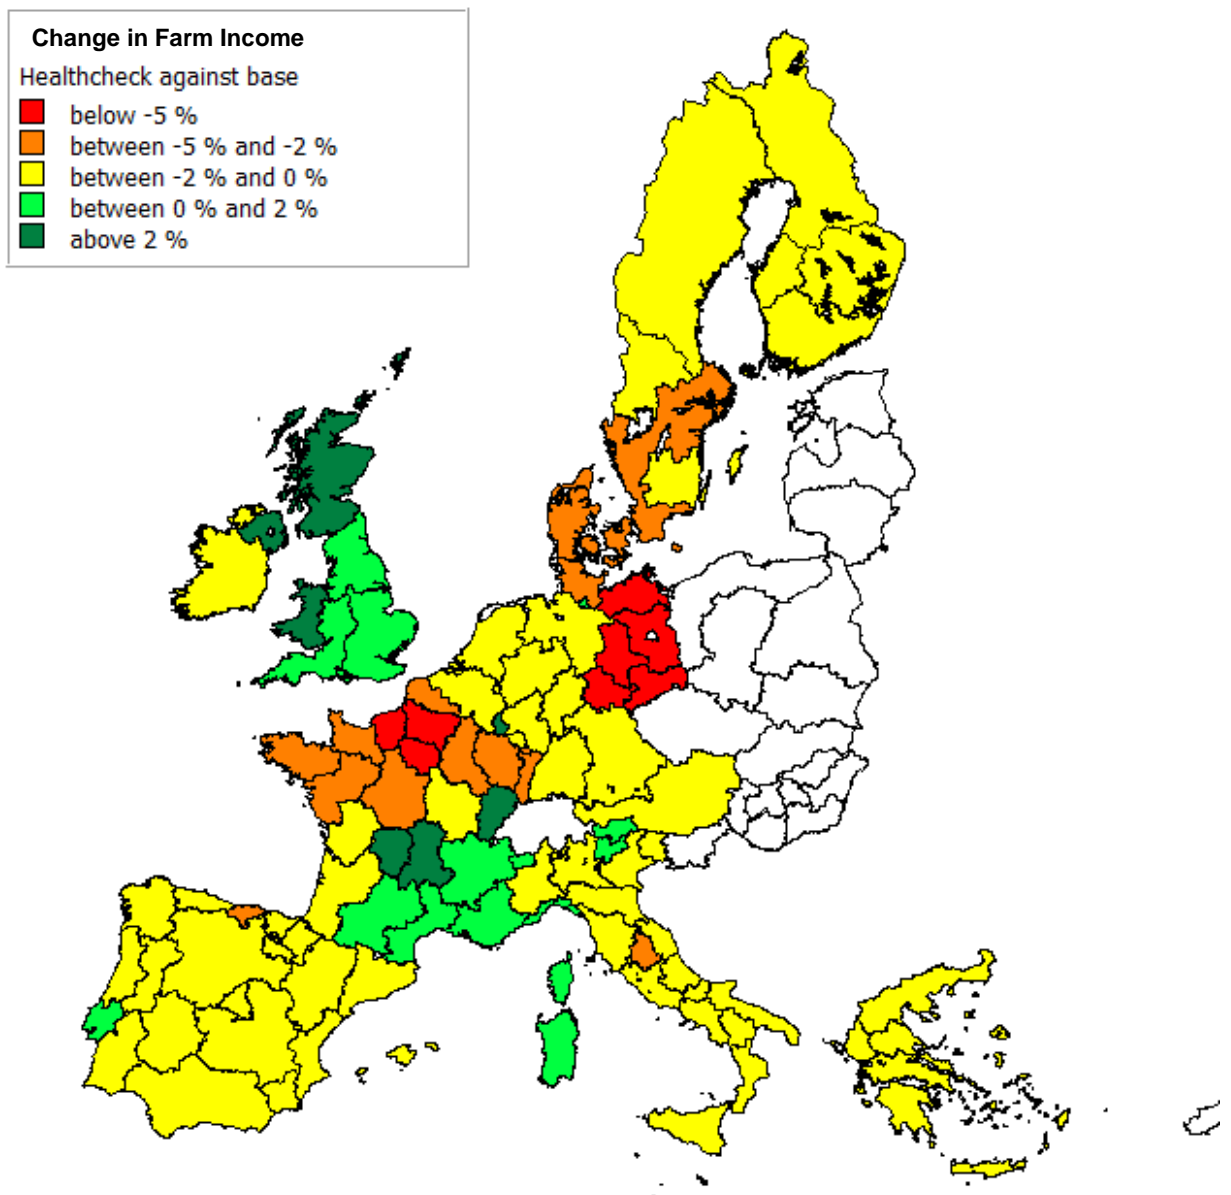 Change in Farm Income
Healthcheck against base
below -5 %
between -5 % and -2 %
between -2 % and 0 %
between 0 % and 2 %
above 2 %